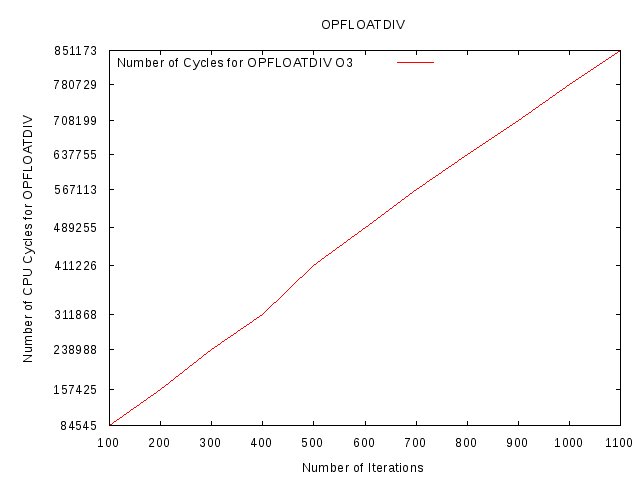 OPFLOATDIV
Number of Cycles for OPFLOATDIV O3
Number of CPU Cycles for OPFLOATDIV
851173
780729
708199
637755
567113
489255
411226
311868
238988
157425
84545
100 200 300 400 500 600 700 800 900 1000 1100
Number of Iterations